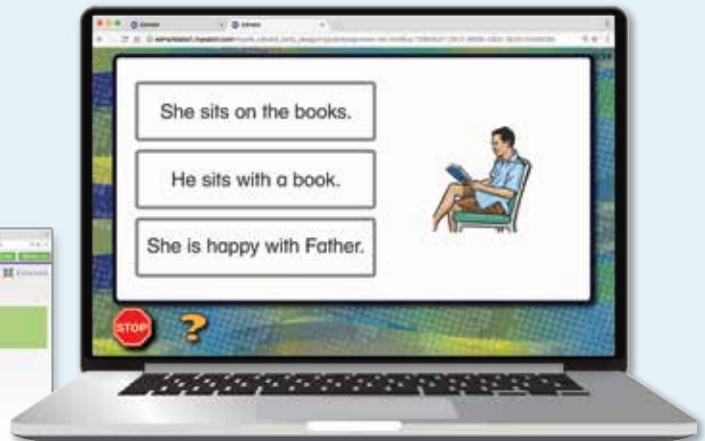 She sits on the books.
He sits with a book.
She is happy with Father.
STOP
?